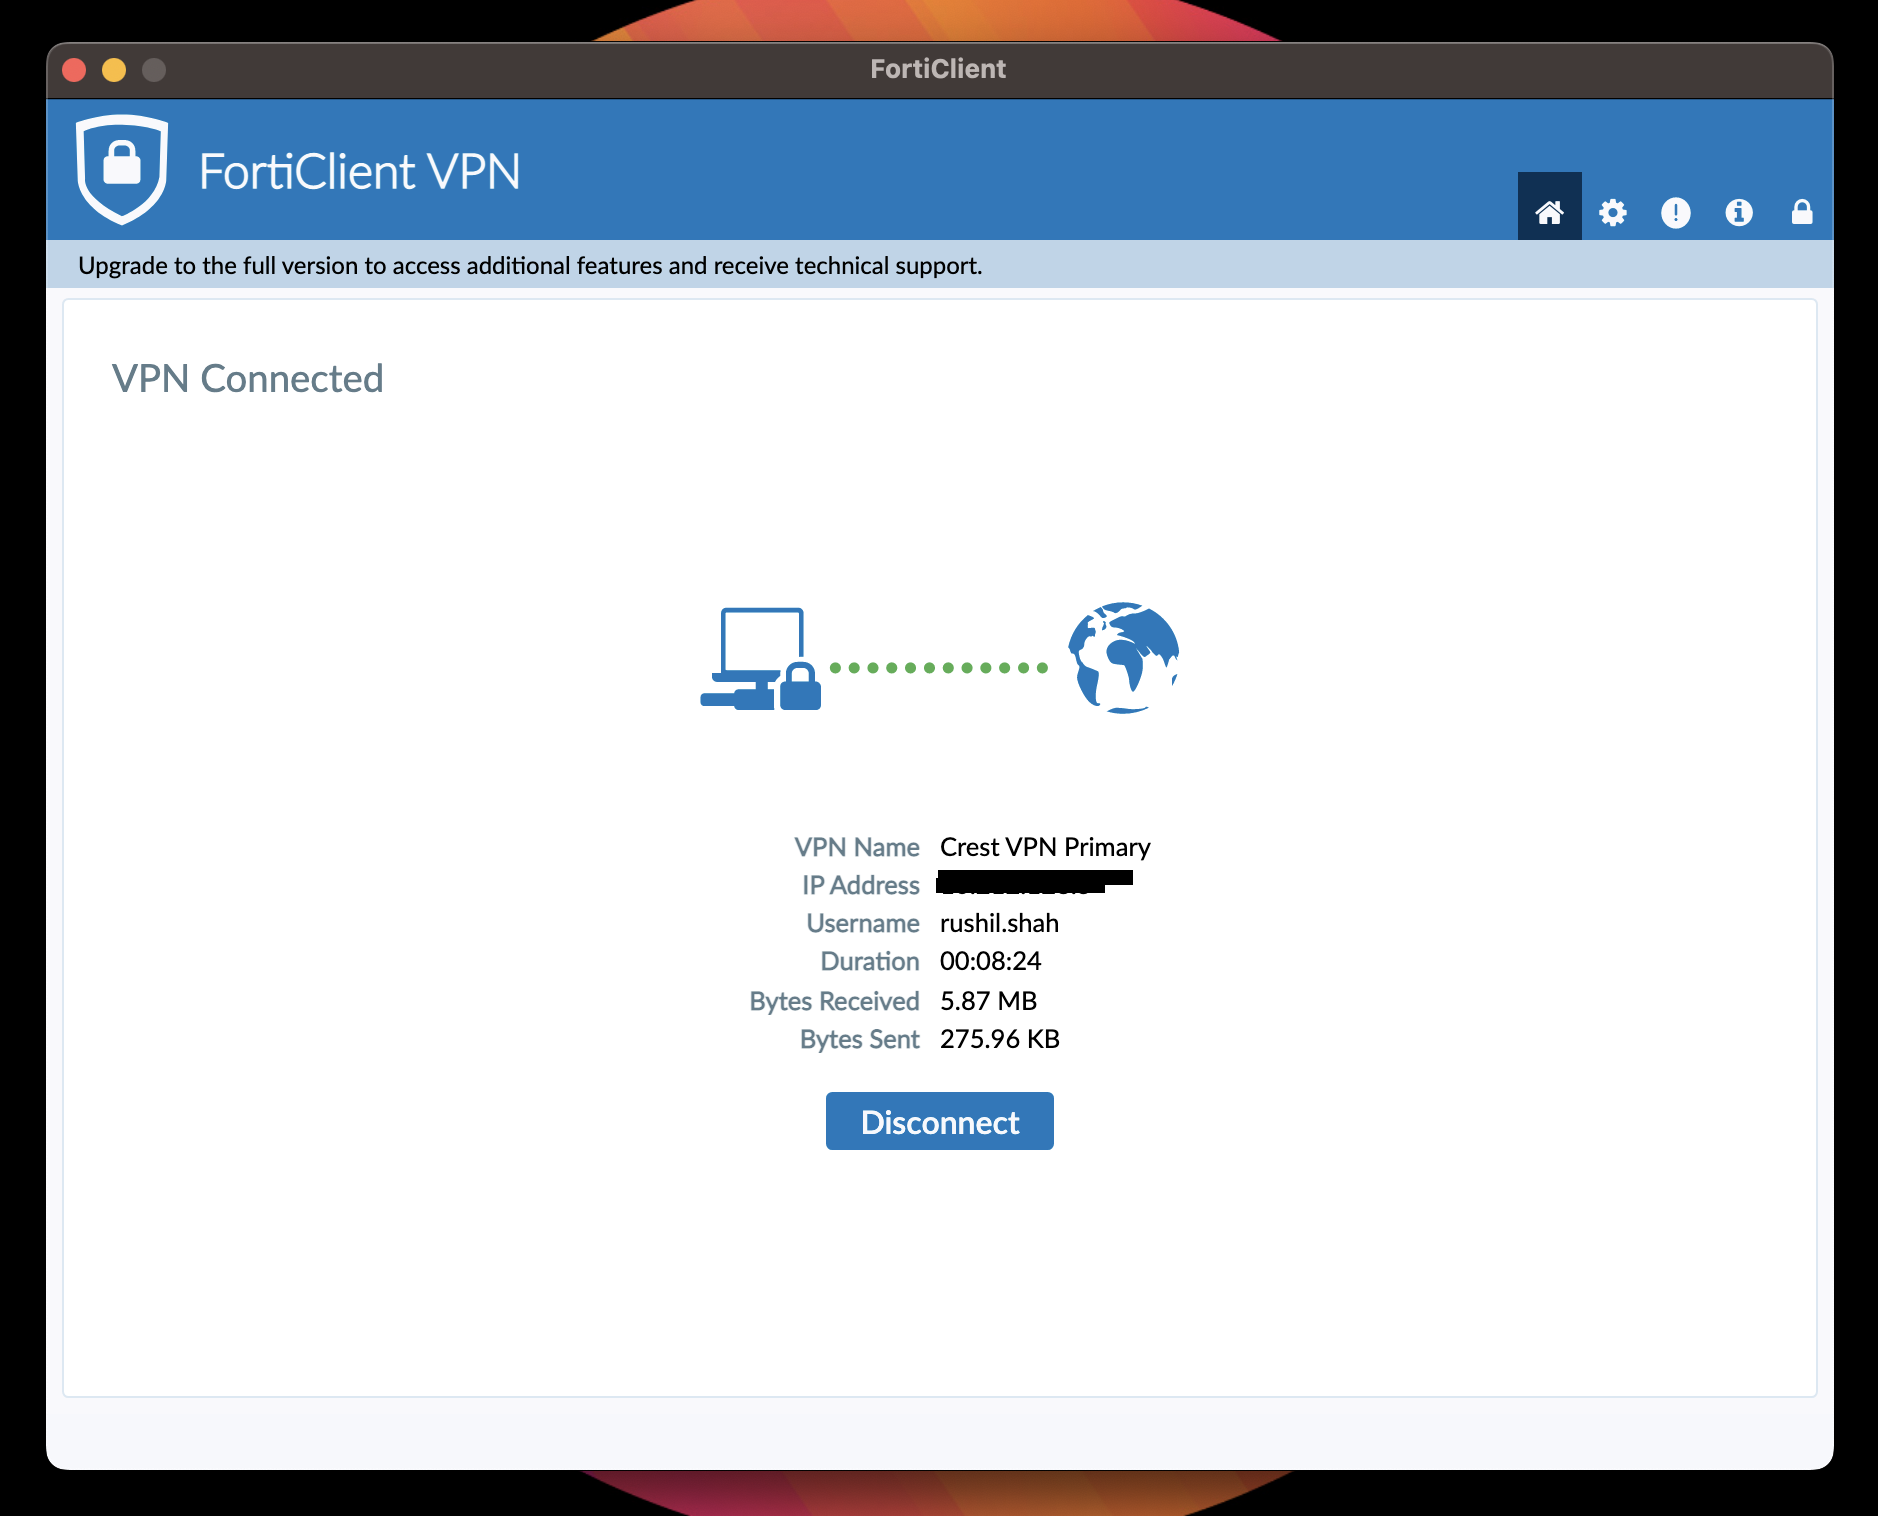 FortiClient
FortiClient VPN
Upgrade to the full version to access additional features and receive technical support.
VPN Connected
VPN Name Crest VPN Primary
IP Address
Username rushil.shah
Duration 00:08:24
Bytes Received 5.87 MB
Bytes Sent 275.96 KB
Disconnect